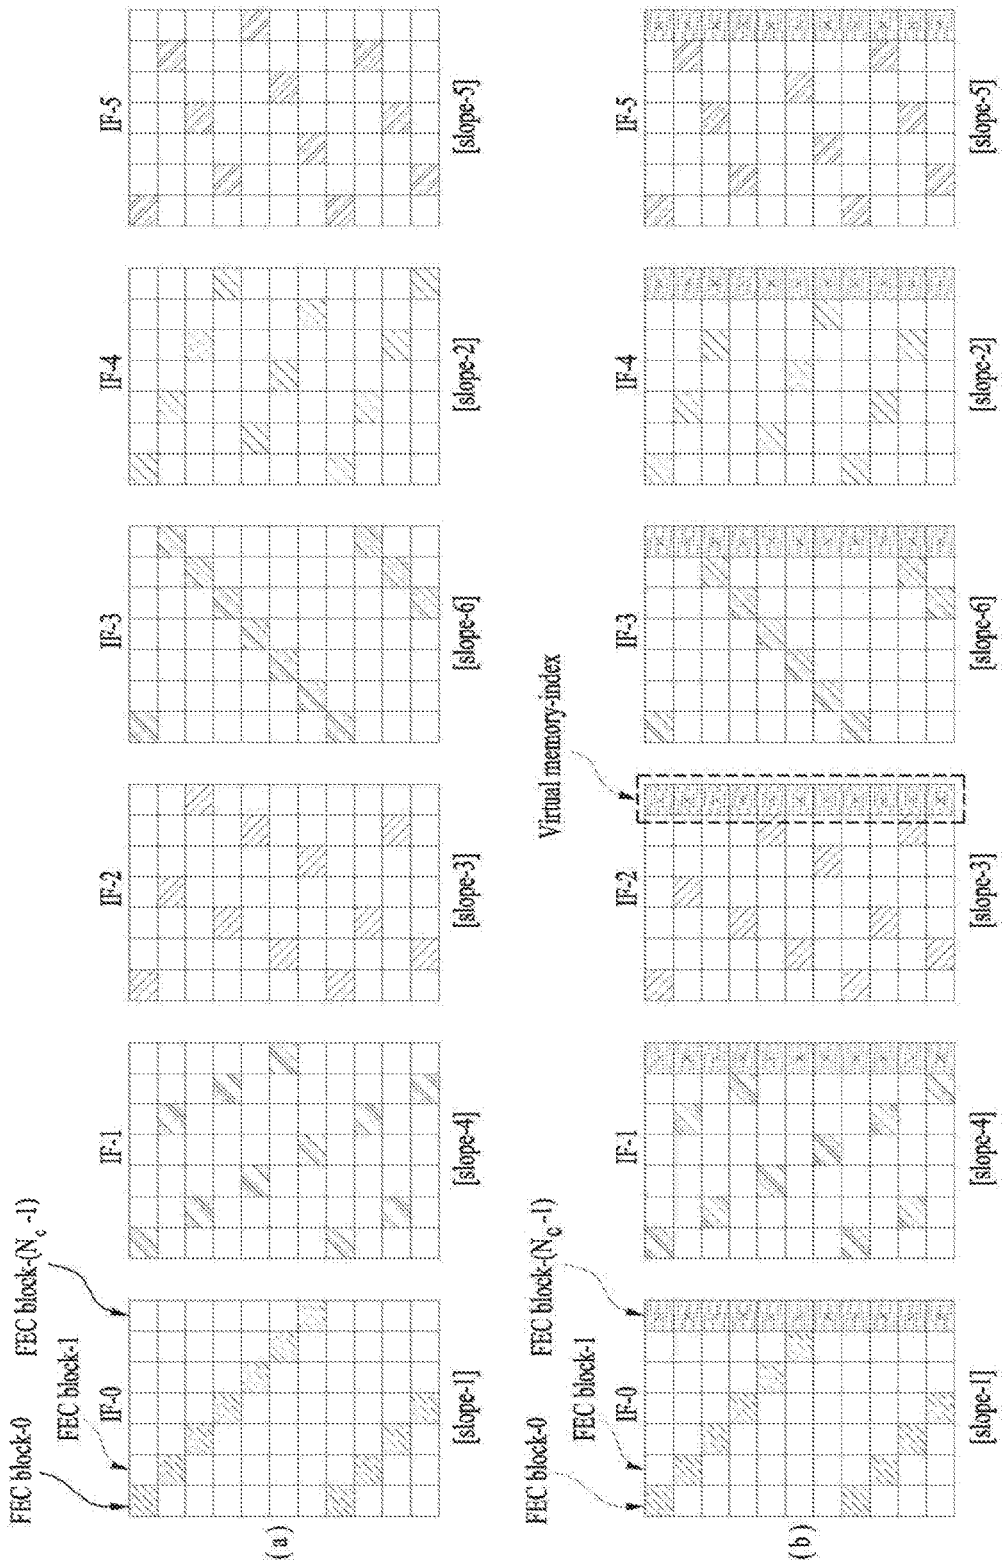 FEC block-0
FEC block-1
FEC block-(N_c -1)
IF-0
IF-1
IF-2
IF-3
IF-4
IF-5
(a)
[slope-1]
[slope-4]
[slope-3]
[slope-6]
[slope-2]
[slope-5]
FEC block-0
FEC block-1
FEC block-(N_c -1)
Virtual memory-index
IF-0
IF-1
IF-2
IF-3
IF-4
IF-5
(b)
[slope-1]
[slope-4]
[slope-3]
[slope-6]
[slope-2]
[slope-5]